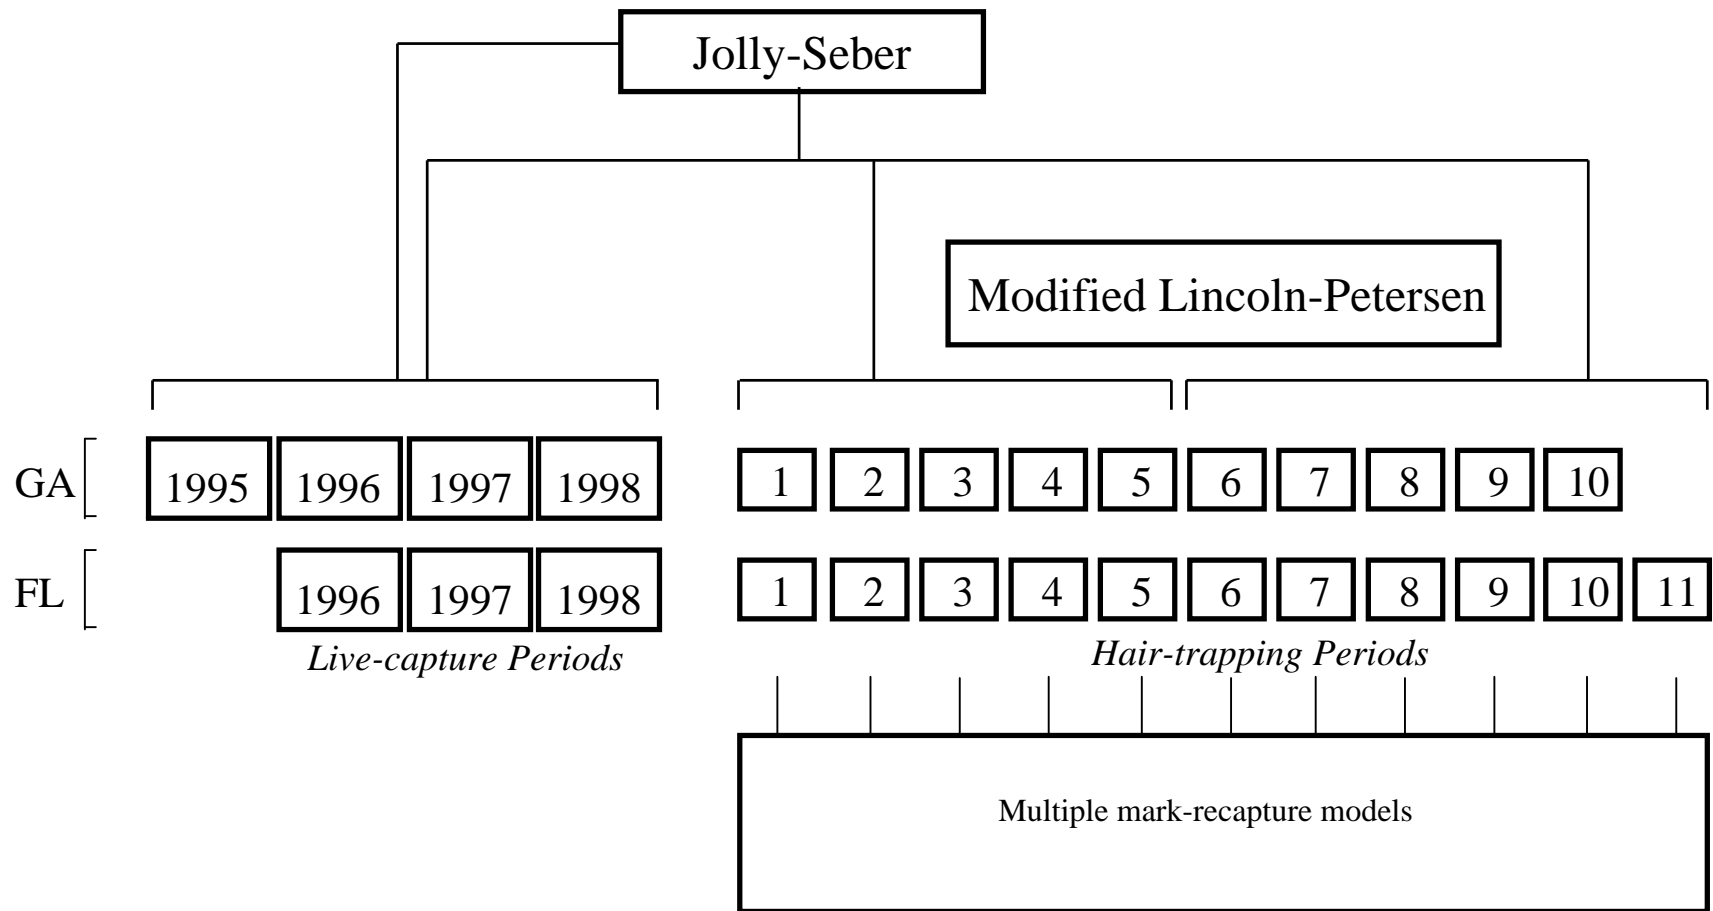 Jolly-Seber
Modified Lincoln-Petersen
GA 1995 1996 1997 1998 1 2 3 4 5 6 7 8 9 10
FL 1996 1997 1998 1 2 3 4 5 6 7 8 9 10 11
Live-capture Periods Hair-trapping Periods
Multiple mark-recapture models